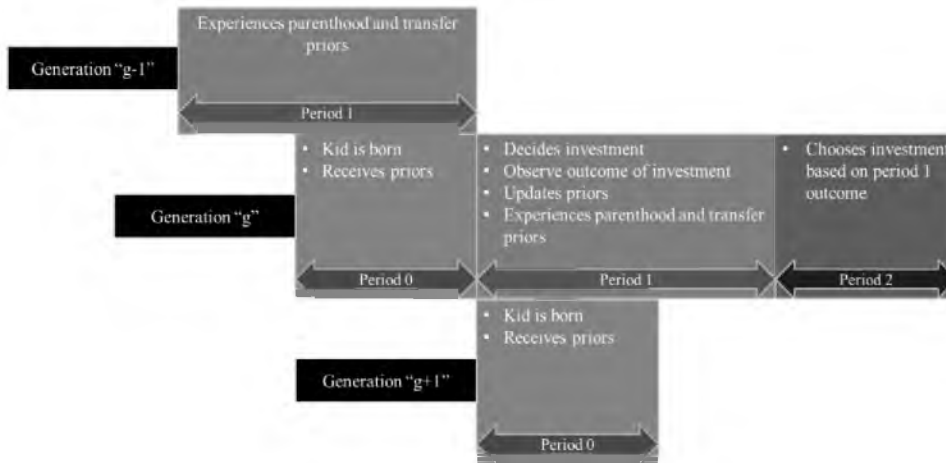 Experiences parenthood and transfer
priors
Generation “g-1”
Period 1
• Kid is born
• Receives priors
• Decides investment
• Observe outcome of investment
• Updates priors
• Experiences parenthood and transfer
priors
• Chooses investment
based on period 1
outcome
Generation “g”
Period 0
Period 1
Period 2
• Kid is born
• Receives priors
Generation “g+1”
Period 0